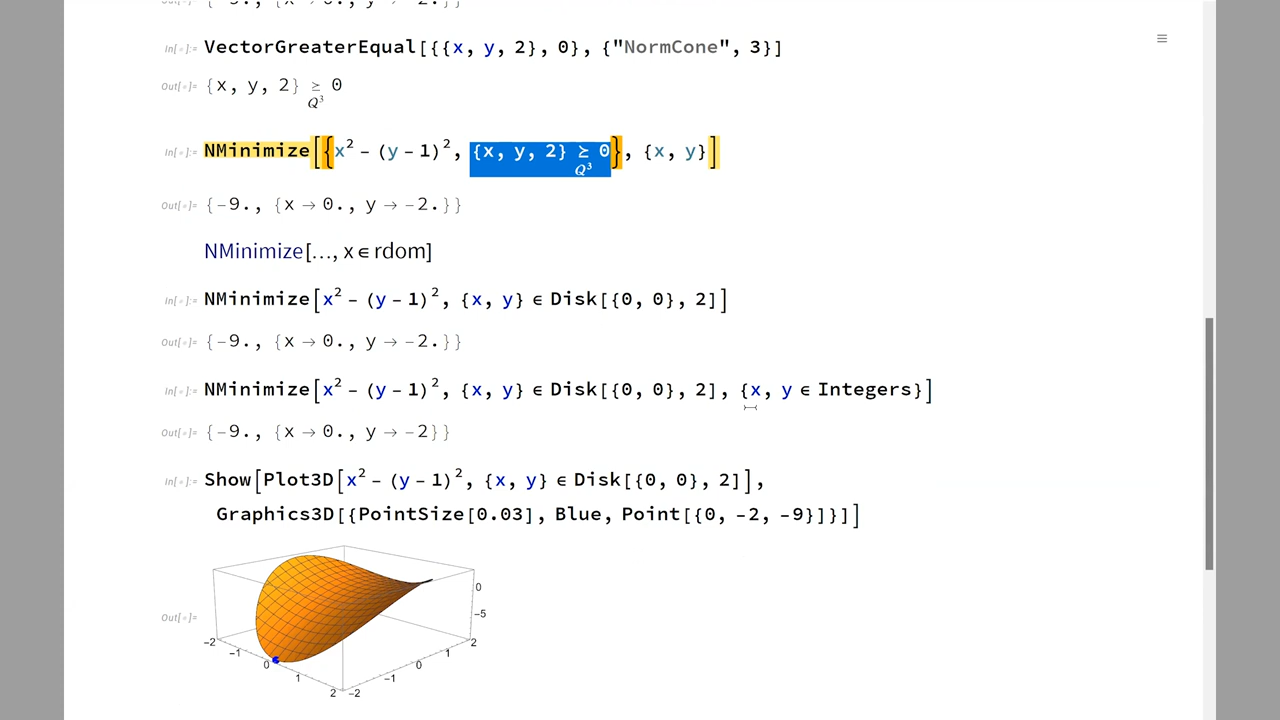 In[◦]:= VectorGreaterEqual[{{x, y, 2}, 0}, {"NormCone", 3}]
Out[◦]= {x, y, 2} ⪰ 0
Q³
In[◦]:= NMinimize[{x² – (y – 1)², {x, y, 2} ⪰ 0}, {x, y}]
Q³
Out[◦]= {–9., {x → 0., y → –2.}}
NMinimize[…, x ∈ rdom]
In[◦]:= NMinimize[x² – (y – 1)², {x, y} ∈ Disk[{0, 0}, 2]]
Out[◦]= {–9., {x → 0., y → –2.}}
In[◦]:= NMinimize[x² – (y – 1)², {x, y} ∈ Disk[{0, 0}, 2], {x, y ∈ Integers}]
Out[◦]= {–9., {x → 0., y → –2}}
In[◦]:= Show[Plot3D[x² – (y – 1)², {x, y} ∈ Disk[{0, 0}, 2]],
Graphics3D[{PointSize[0.03], Blue, Point[{0, –2, –9}]}]]
Out[◦]=
0
–5
–2
–1
0
1
2
–2
–1
0
1
2